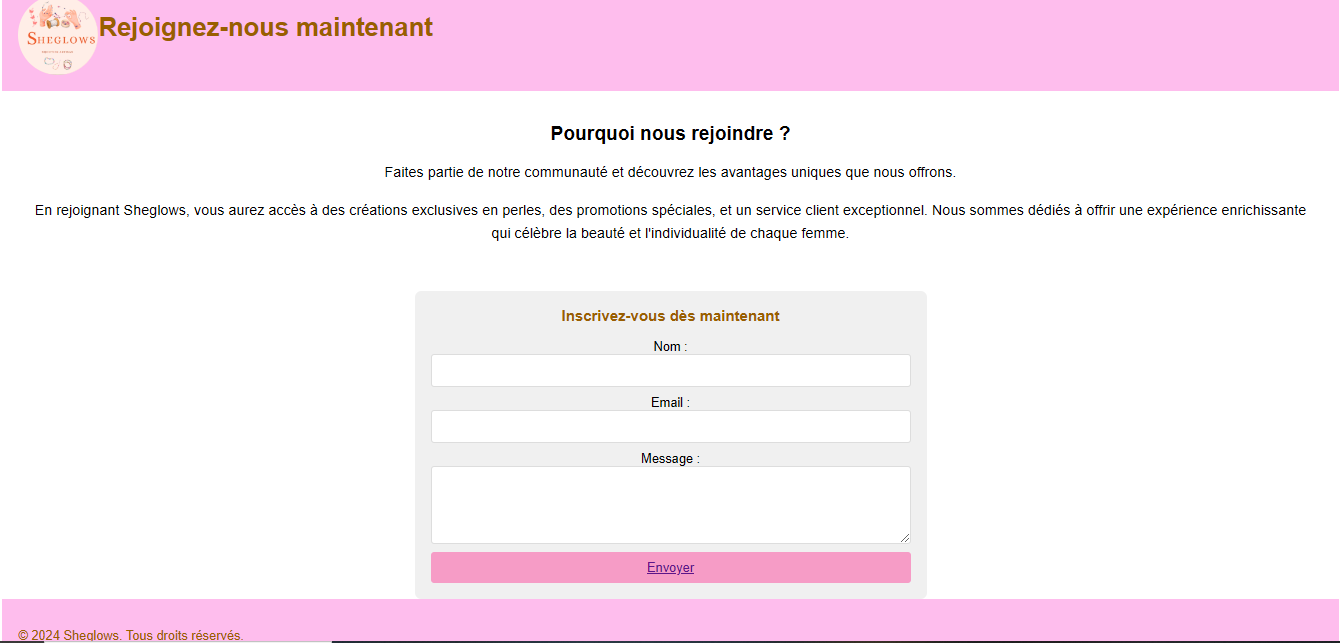 SHEGLOWS
Rejoignez-nous maintenant
Pourquoi nous rejoindre ?
Faites partie de notre communauté et découvrez les avantages uniques que nous offrons.
En rejoignant Sheglows, vous aurez accès à des créations exclusives en perles, des promotions spéciales, et un service client exceptionnel. Nous sommes dédiés à offrir une expérience enrichissante
qui célèbre la beauté et l'individualité de chaque femme.
Inscrivez-vous dès maintenant
Nom :
Email :
Message :
Envoyer
© 2024 Sheglows. Tous droits réservés.